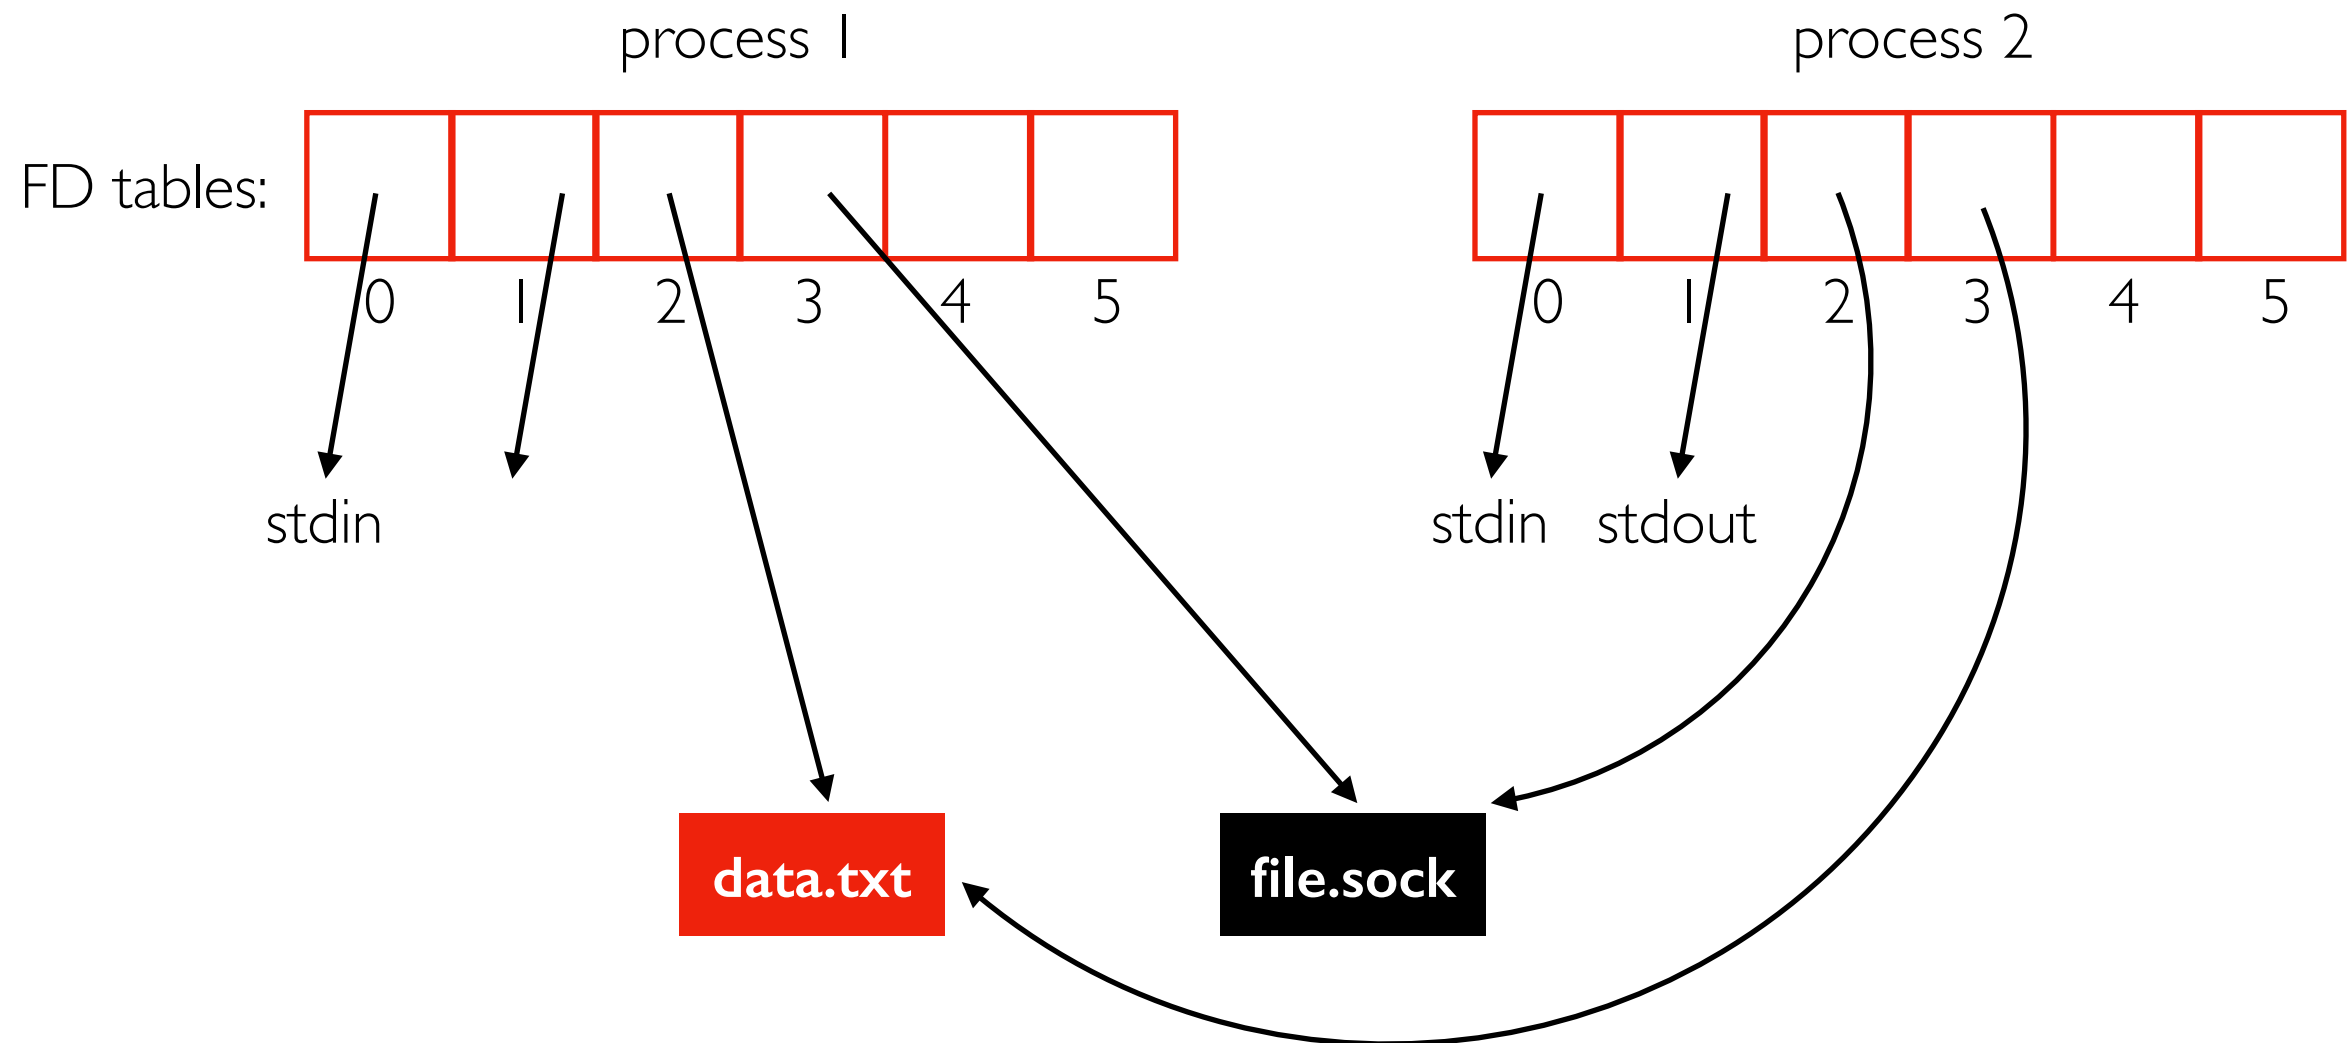 process 1
process 2
FD tables:
0 1 2 3 4 5
0 1 2 3 4 5
stdin
stdin stdout
data.txt
file.sock